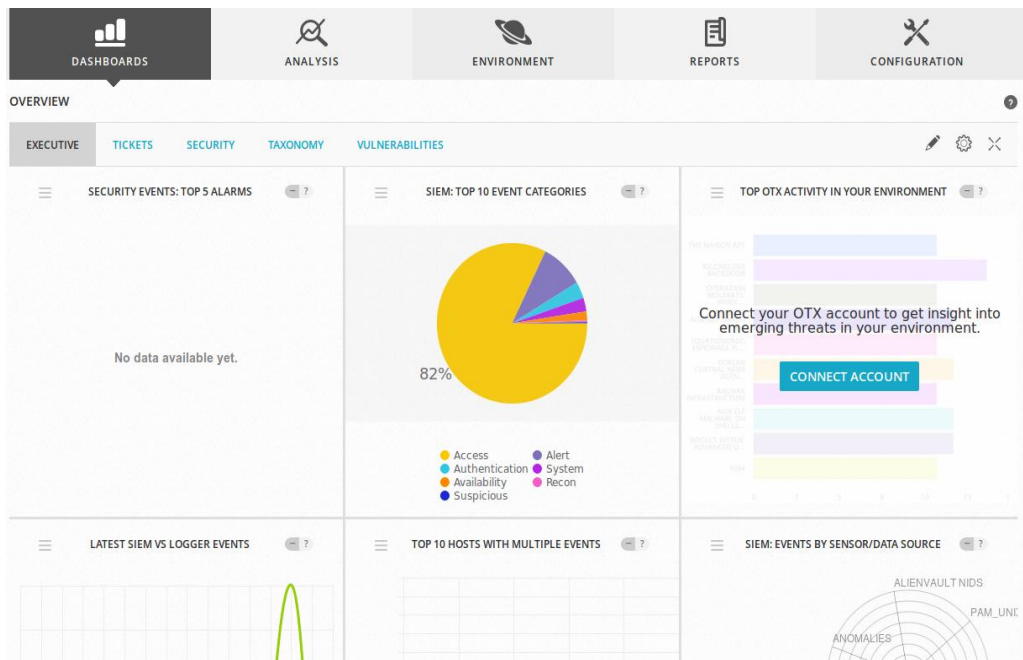 DASHBOARDS
ANALYSIS
ENVIRONMENT
REPORTS
CONFIGURATION
OVERVIEW
?
EXECUTIVE
TICKETS
SECURITY
TAXONOMY
VULNERABILITIES
SECURITY EVENTS: TOP 5 ALARMS
?
No data available yet.
SIEM: TOP 10 EVENT CATEGORIES
?
82%
Access
Alert
Authentication
System
Availability
Recon
Suspicious
TOP OTX ACTIVITY IN YOUR ENVIRONMENT
?
Connect your OTX account to get insight into
emerging threats in your environment.
CONNECT ACCOUNT
LATEST SIEM VS LOGGER EVENTS
?
TOP 10 HOSTS WITH MULTIPLE EVENTS
?
SIEM: EVENTS BY SENSOR/DATA SOURCE
?
ALIENVAULT NIDS
PAM_UNI
ANOMALIES